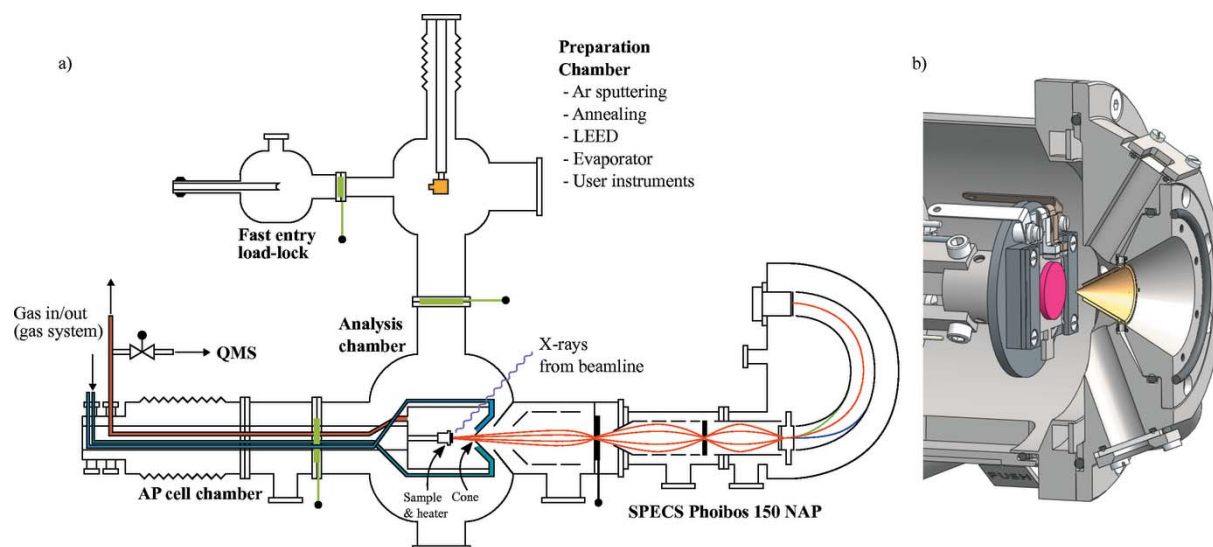 a)
Preparation
Chamber
- Ar sputtering
- Annealing
- LEED
- Evaporator
- User instruments
b)
Fast entry
load-lock
Gas in/out
(gas system)
QMS
Analysis
chamber
X-rays
from beamline
AP cell chamber
Sample
& heater
Cone
SPECS Phoibos 150 NAP
PUSH